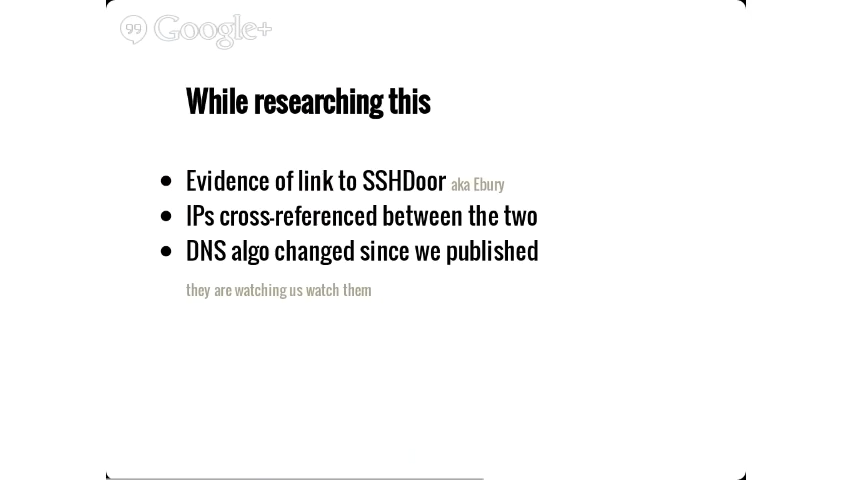 Google+
While researching this
• Evidence of link to SSHDoor aka Ebury
• IPs cross-referenced between the two
• DNS algo changed since we published
they are watching us watch them